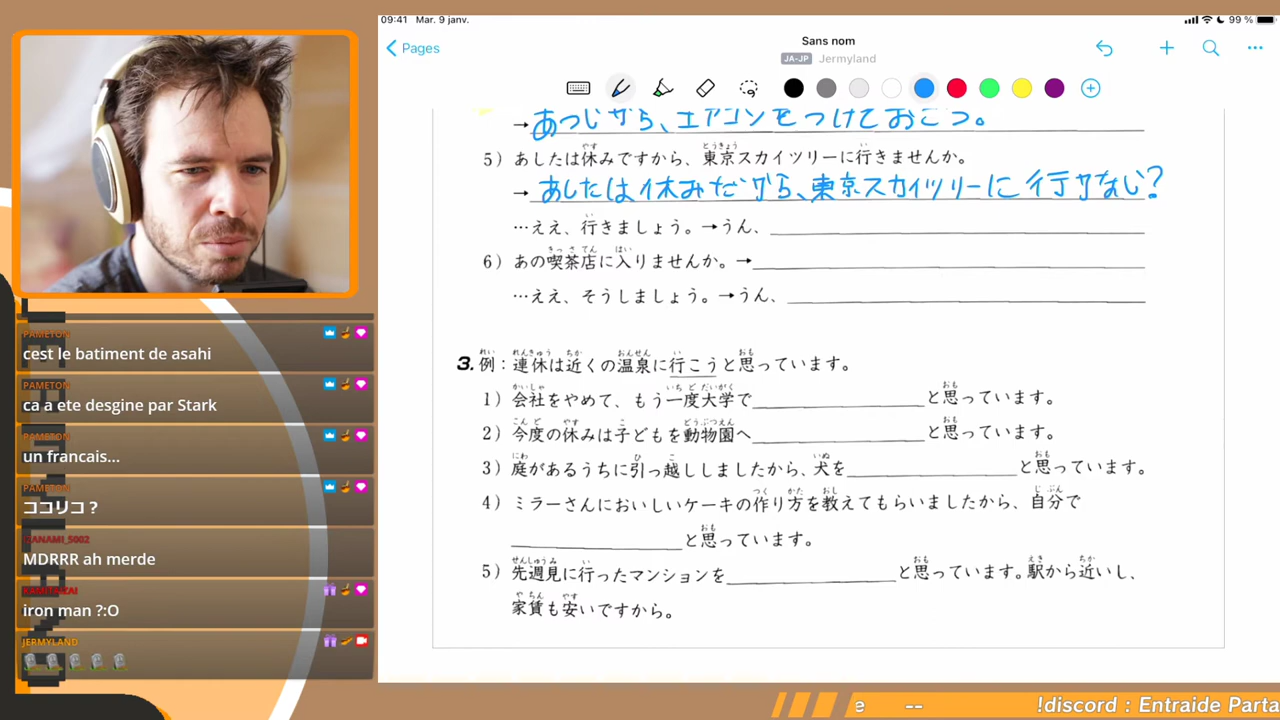 09:41 Mar. 9 janv.
99 %
Pages
Sans nom
JA-JP Jermyland
→ あついから、エアコンをつけておこう。
5) あしたは休みですから、東京スカイツリーに行きませんか。
→ あしたは休みだから、東京スカイツリーに行かない?
…ええ、行きましょう。→うん、
6) あの喫茶店に入りませんか。→
…ええ、そうしましょう。→うん、
3. 例:連休は近くの温泉に行こうと思っています。
1) 会社をやめて、もう一度大学で と思っています。
2) 今度の休みは子どもを動物園へ と思っています。
3) 庭があるうちに引っ越ししましたから、犬を と思っています。
4) ミラーさんにおいしいケーキの作り方を教えてもらいましたから、自分で
と思っています。
5) 先週見に行ったマンションを と思っています。駅から近いし、
家賃も安いですから。
PAMETON
cest le batiment de asahi
PAMETON
ca a ete desgine par Stark
PAMETON
un francais...
PAMETON
ココリコ ?
MDRRR ah merde
iron man ?:O
JERMYLAND
e -- !discord : Entraide Parta